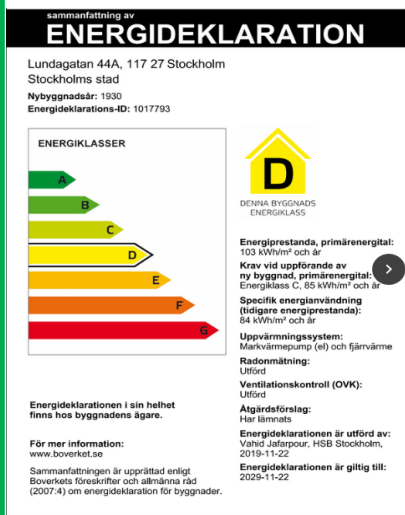 sammanfattning av
ENERGIDEKLARATION
Lundagatan 44A, 117 27 Stockholm
Stockholms stad
Nybyggnadsår: 1930
Energideklarations-ID: 1017793
ENERGIKLASSER
A
B
C
D
E
F
G
D
DENNA BYGGNADS
ENERGIKLASS
Energiprestanda, primärenergital:
103 kWh/m² och år
Krav vid uppförande av
ny byggnad, primärenergital:
Energiklass C, 85 kWh/m² och år
Specifik energianvändning
(tidigare energiprestanda):
84 kWh/m² och år
Uppvärmningssystem:
Markvärmepump (el) och fjärrvärme
Radonmätning:
Utförd
Ventilationskontroll (OVK):
Utförd
Åtgärdsförslag:
Har lämnats
Energideklarationen är utförd av:
Vahid Jafarpour, HSB Stockholm,
2019-11-22
Energideklarationen är giltig till:
2029-11-22
Energideklarationen i sin helhet
finns hos byggnadens ägare.
För mer information:
www.boverket.se
Sammanfattningen är upprättad enligt
Boverkets föreskrifter och allmänna råd
(2007:4) om energideklaration för byggnader.